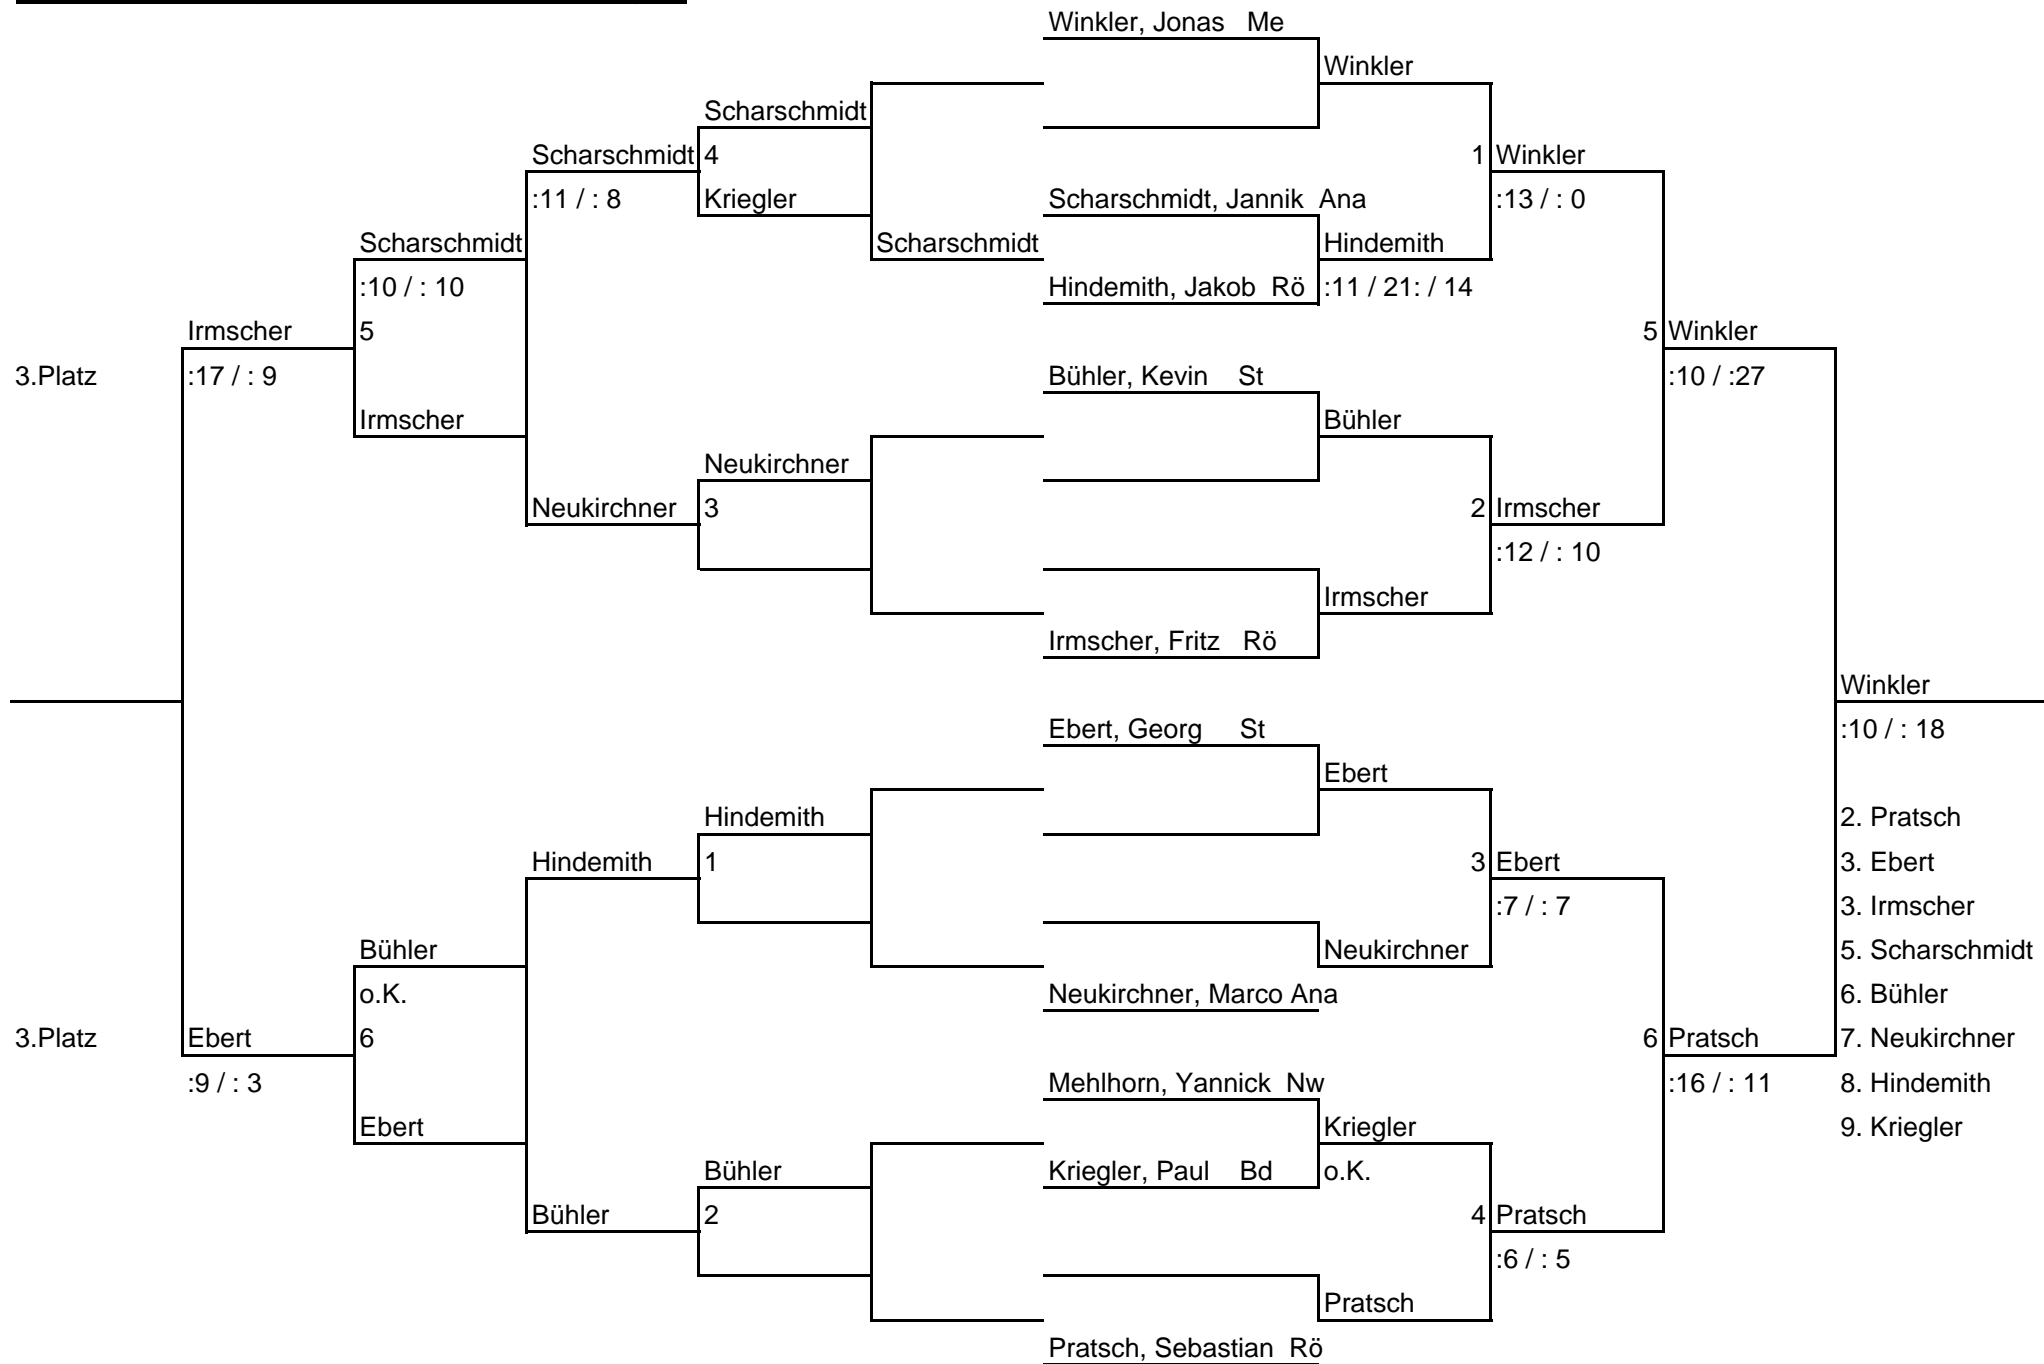 Winkler, Jonas Me
Winkler
Scharschmidt
Scharschmidt 4 1 Winkler
:11 / : 8 Kriegler Scharschmidt, Jannik Ana :13 / : 0
Scharschmidt Scharschmidt Hindemith
:10 / : 10 Hindemith, Jakob Rö :11 / 21: / 14
Irmscher 5 5 Winkler
3.Platz :17 / : 9 Bühler, Kevin St :10 / :27
Irmscher Bühler
Neukirchner
Neukirchner 3 2 Irmscher
:12 / : 10
Irmscher
Irmscher, Fritz Rö
Winkler
Ebert, Georg St :10 / : 18
Ebert
Hindemith 2. Pratsch
Hindemith 1 3 Ebert 3. Ebert
:7 / : 7 3. Irmscher
Bühler Neukirchner 5. Scharschmidt
o.K. Neukirchner, Marco Ana 6. Bühler
3.Platz Ebert 6 6 Pratsch 7. Neukirchner
:9 / : 3 Mehlhorn, Yannick Nw :16 / : 11 8. Hindemith
Ebert Kriegler 9. Kriegler
Bühler Kriegler, Paul Bd o.K.
Bühler 2 4 Pratsch
:6 / : 5
Pratsch
Pratsch, Sebastian Rö